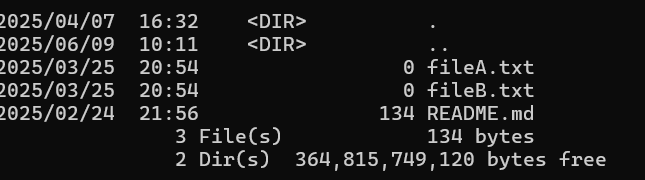 2025/04/07  16:32    <DIR>          .
2025/06/09  10:11    <DIR>          ..
2025/03/25  20:54                 0 fileA.txt
2025/03/25  20:54                 0 fileB.txt
2025/02/24  21:56               134 README.md
               3 File(s)            134 bytes
               2 Dir(s)  364,815,749,120 bytes free